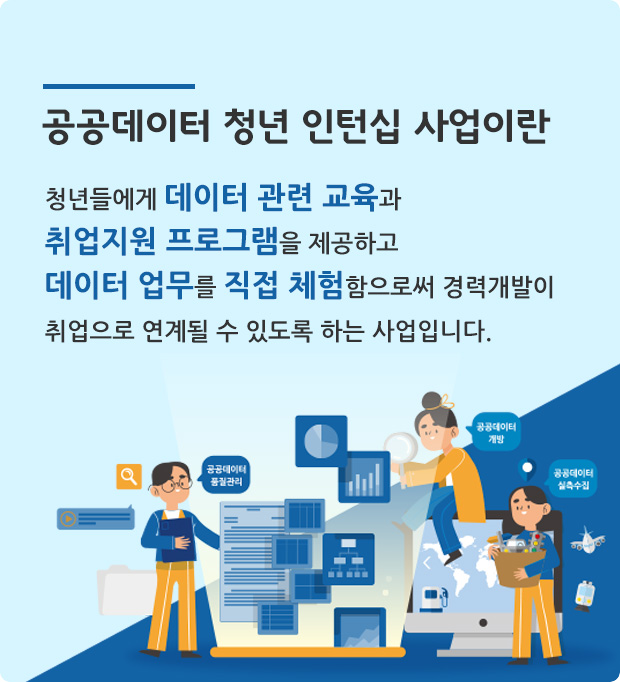 공공데이터 청년 인턴십 사업이란
청년들에게 데이터 관련 교육과
취업지원 프로그램을 제공하고
데이터 업무를 직접 체험함으로써 경력개발이
취업으로 연계될 수 있도록 하는 사업입니다.
공공데이터
개방
공공데이터
품질관리
공공데이터
실측수집